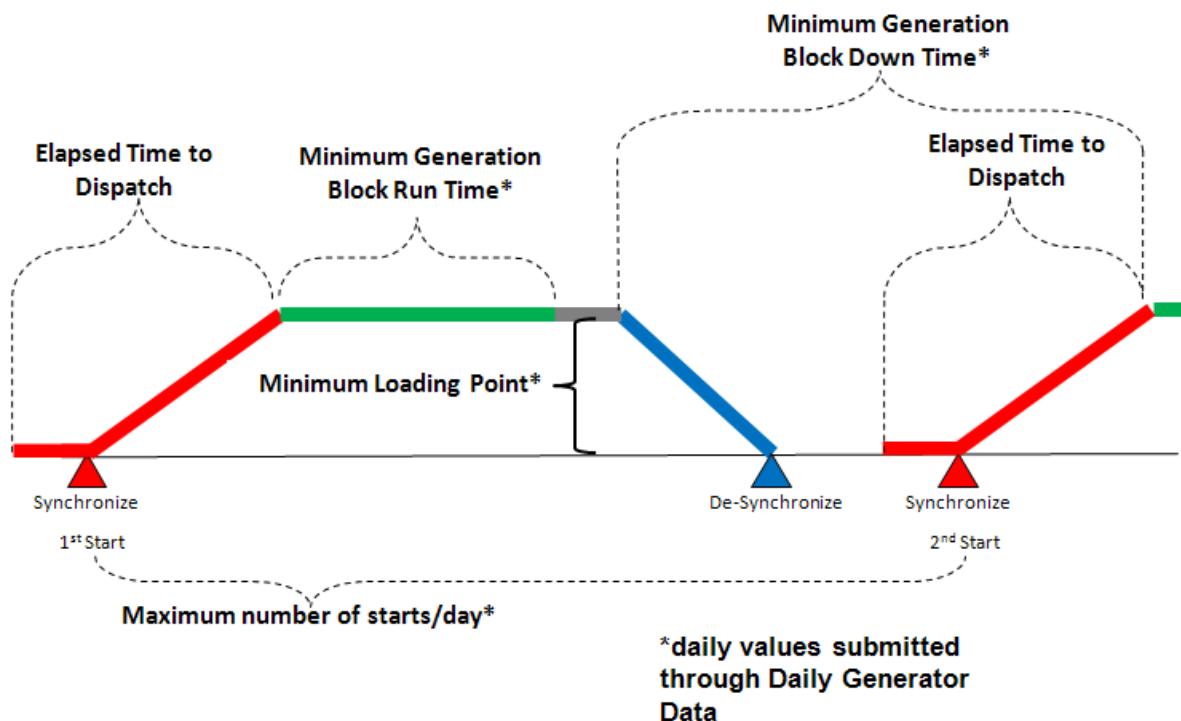 Minimum Generation
Block Down Time*
Elapsed Time to
Dispatch
Minimum Generation
Block Run Time*
Elapsed Time to
Dispatch
Minimum Loading Point*
Synchronize
1st Start
De-Synchronize
Synchronize
2nd Start
Maximum number of starts/day*
*daily values submitted
through Daily Generator
Data